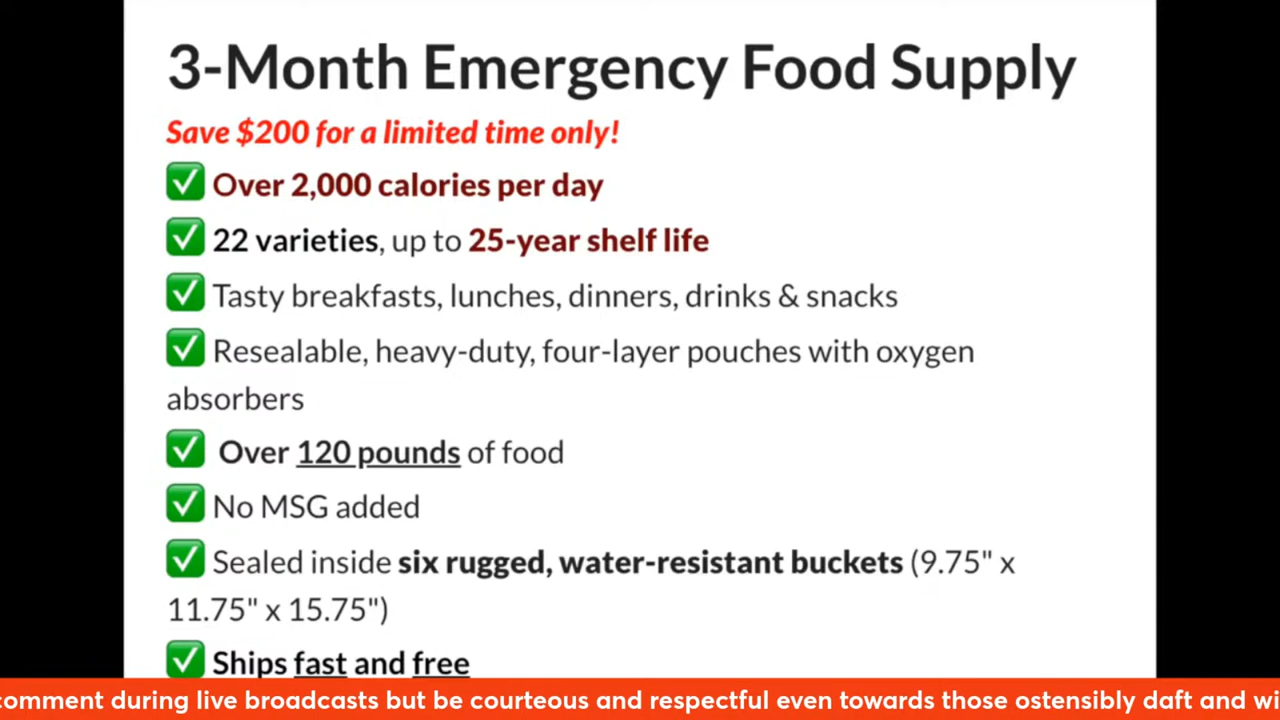 3-Month Emergency Food Supply
Save $200 for a limited time only!
✅ Over 2,000 calories per day
✅ 22 varieties, up to 25-year shelf life
✅ Tasty breakfasts, lunches, dinners, drinks & snacks
✅ Resealable, heavy-duty, four-layer pouches with oxygen
absorbers
✅ Over 120 pounds of food
✅ No MSG added
✅ Sealed inside six rugged, water-resistant buckets (9.75" x
11.75" x 15.75")
✅ Ships fast and free
comment during live broadcasts but be courteous and respectful even towards those ostensibly daft and wi